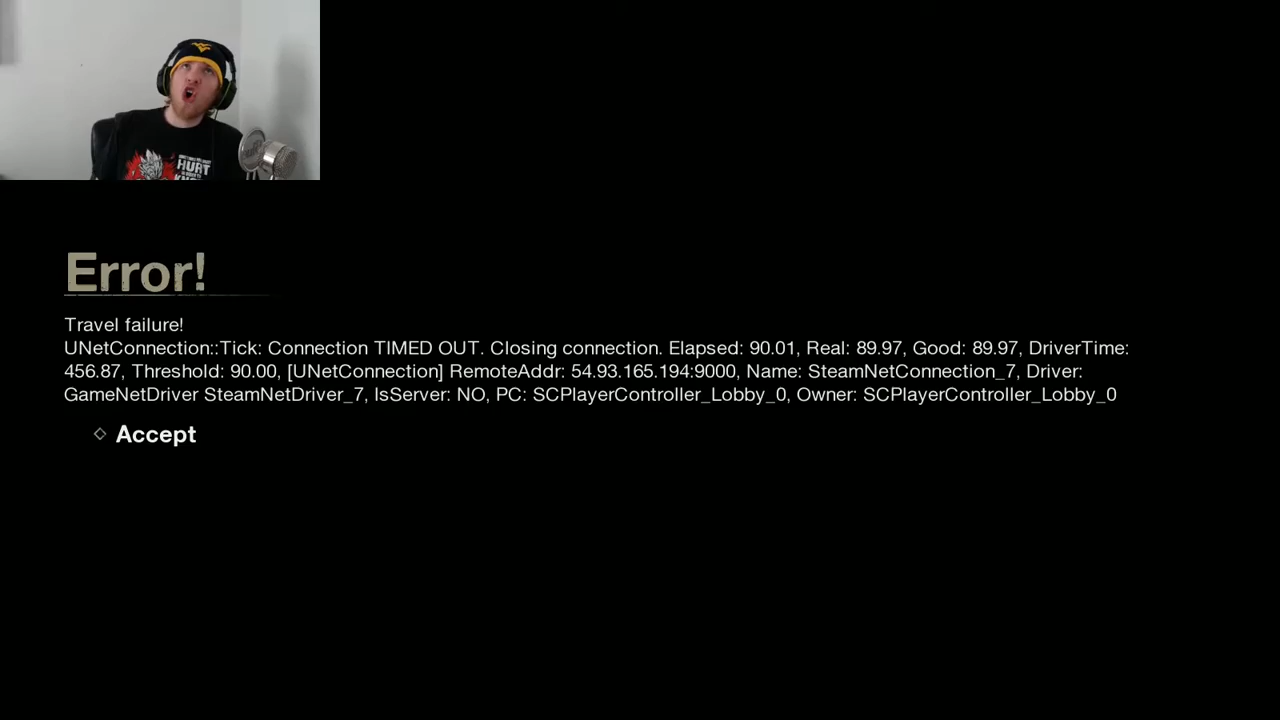 HURT
Error!
Travel failure!
UNetConnection::Tick: Connection TIMED OUT. Closing connection. Elapsed: 90.01, Real: 89.97, Good: 89.97, DriverTime:
456.87, Threshold: 90.00, [UNetConnection] RemoteAddr: 54.93.165.194:9000, Name: SteamNetConnection_7, Driver:
GameNetDriver SteamNetDriver_7, IsServer: NO, PC: SCPlayerController_Lobby_0, Owner: SCPlayerController_Lobby_0
Accept